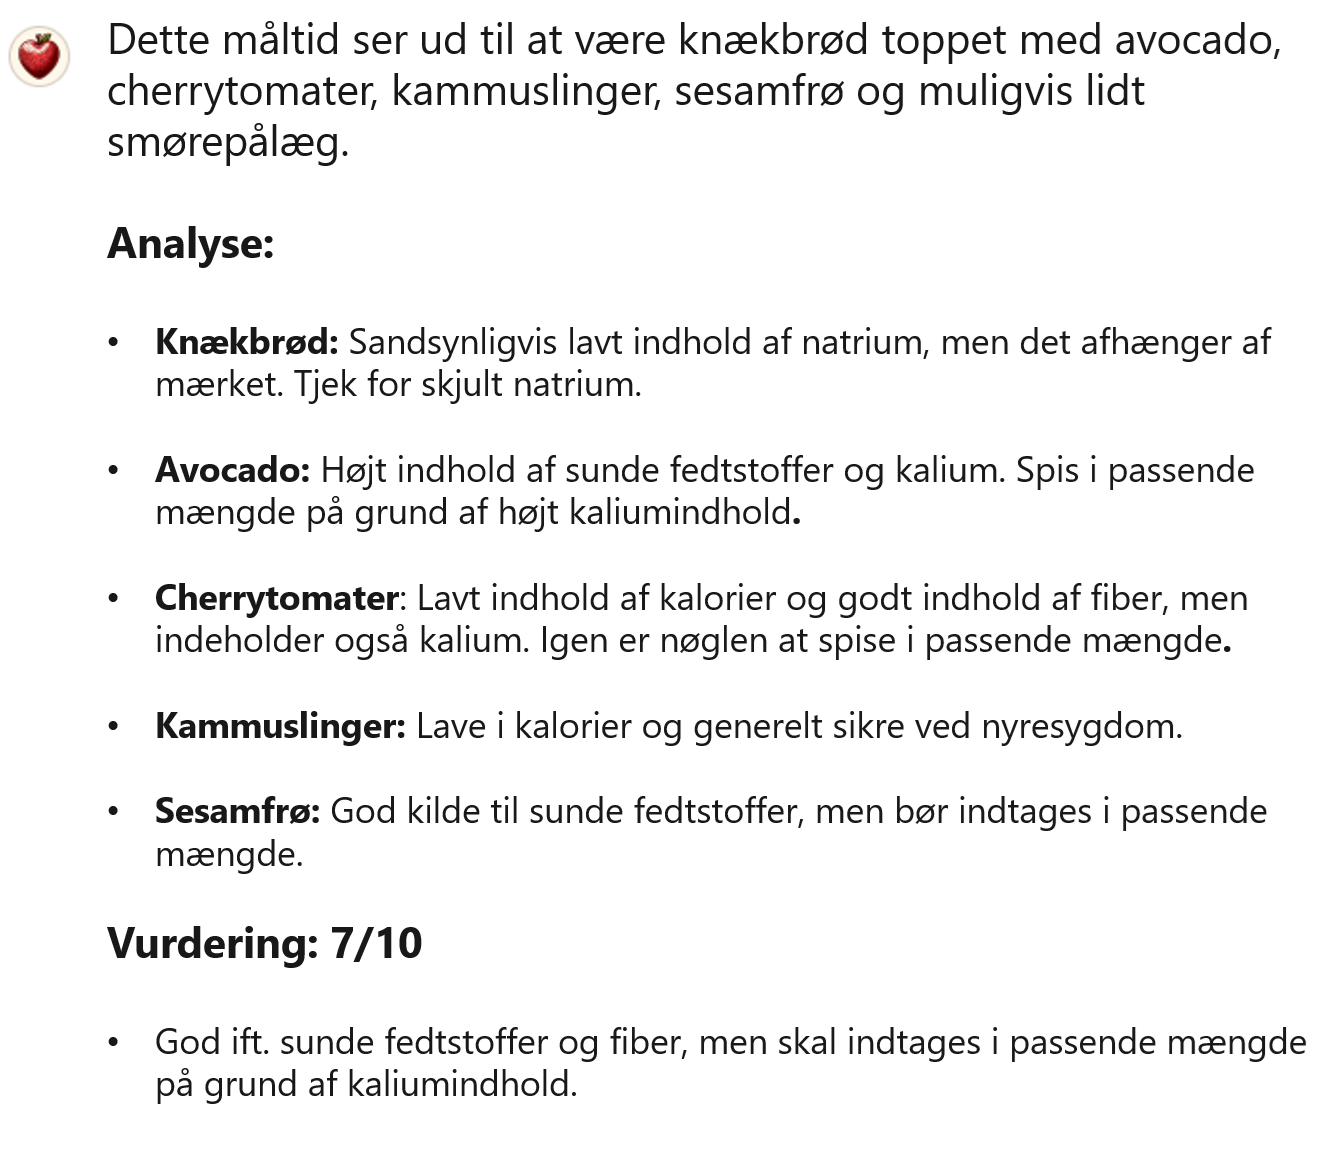 Dette måltid ser ud til at være knækbrød toppet med avocado,
cherrytomater, kammuslinger, sesamfrø og muligvis lidt
smørepålæg.
Analyse:
• Knækbrød: Sandsynligvis lavt indhold af natrium, men det afhænger af
mærket. Tjek for skjult natrium.
• Avocado: Højt indhold af sunde fedtstoffer og kalium. Spis i passende
mængde på grund af højt kaliumindhold.
• Cherrytomater: Lavt indhold af kalorier og godt indhold af fiber, men
indeholder også kalium. Igen er nøglen at spise i passende mængde.
• Kammuslinger: Lave i kalorier og generelt sikre ved nyresygdom.
• Sesamfrø: God kilde til sunde fedtstoffer, men bør indtages i passende
mængde.
Vurdering: 7/10
• God ift. sunde fedtstoffer og fiber, men skal indtages i passende mængde
på grund af kaliumindhold.